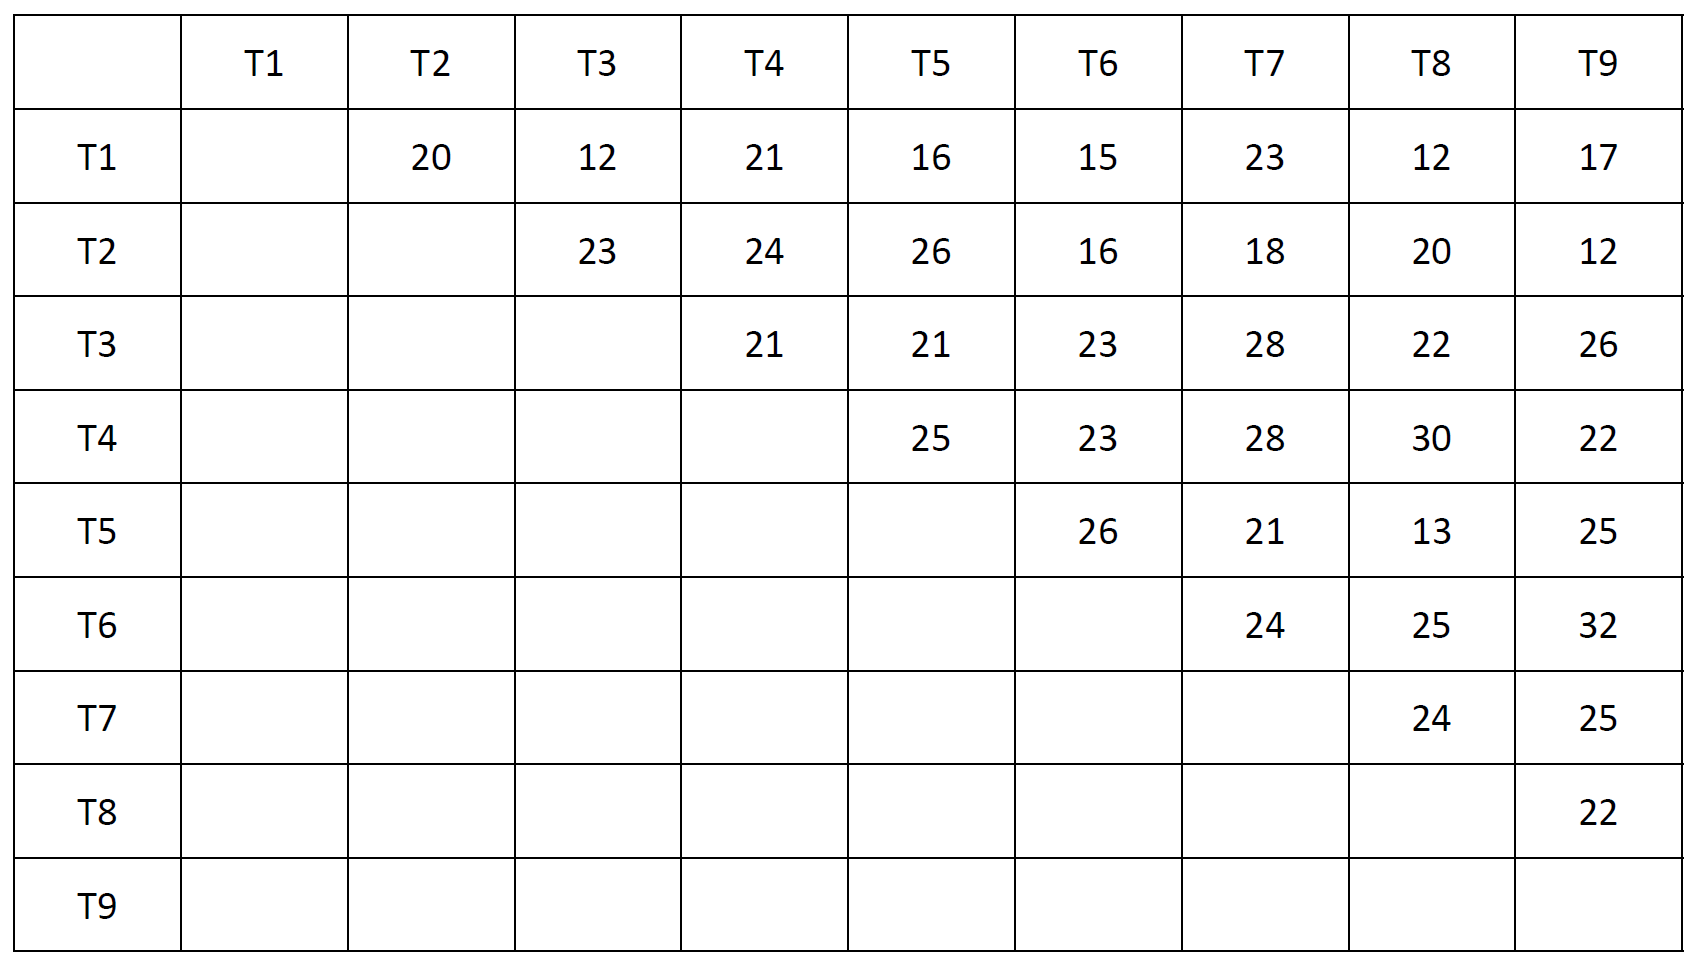 T1 T2 T3 T4 T5 T6 T7 T8 T9
T1 20 12 21 16 15 23 12 17
T2 23 24 26 16 18 20 12
T3 21 21 23 28 22 26
T4 25 23 28 30 22
T5 26 21 13 25
T6 24 25 32
T7 24 25
T8 22
T9